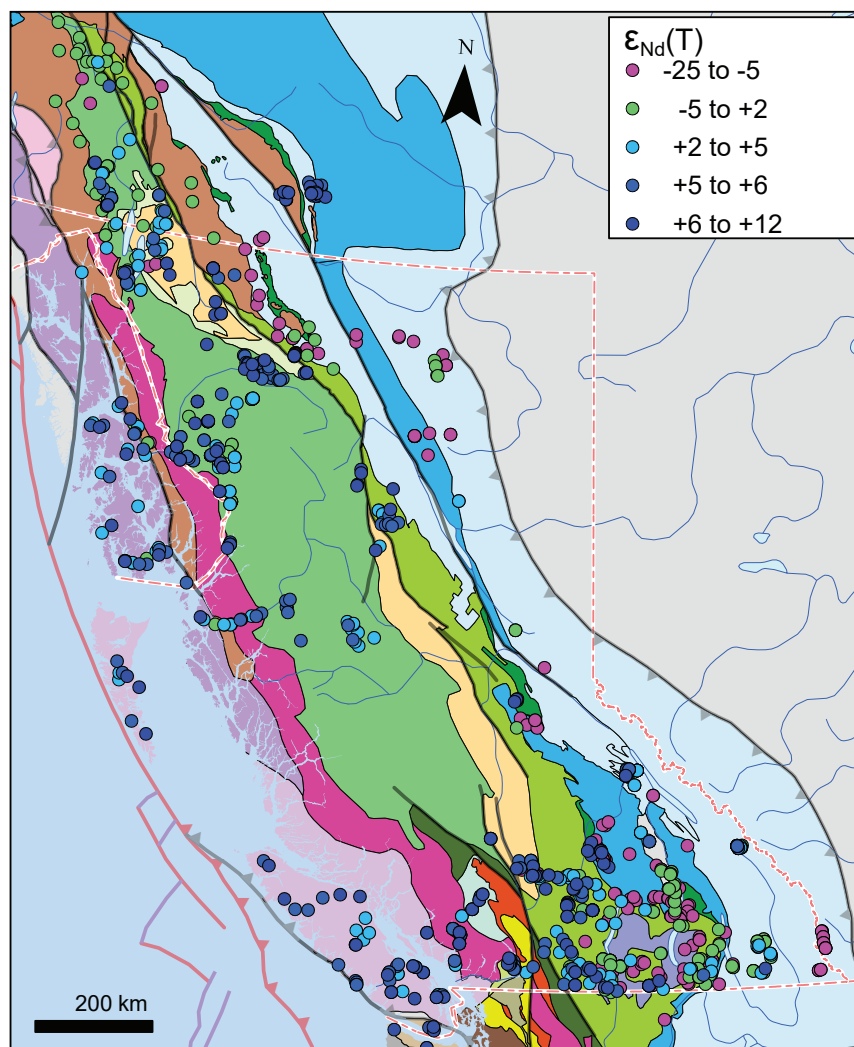 εNd(T)
-25 to -5
-5 to +2
+2 to +5
+5 to +6
+6 to +12
N
200 km